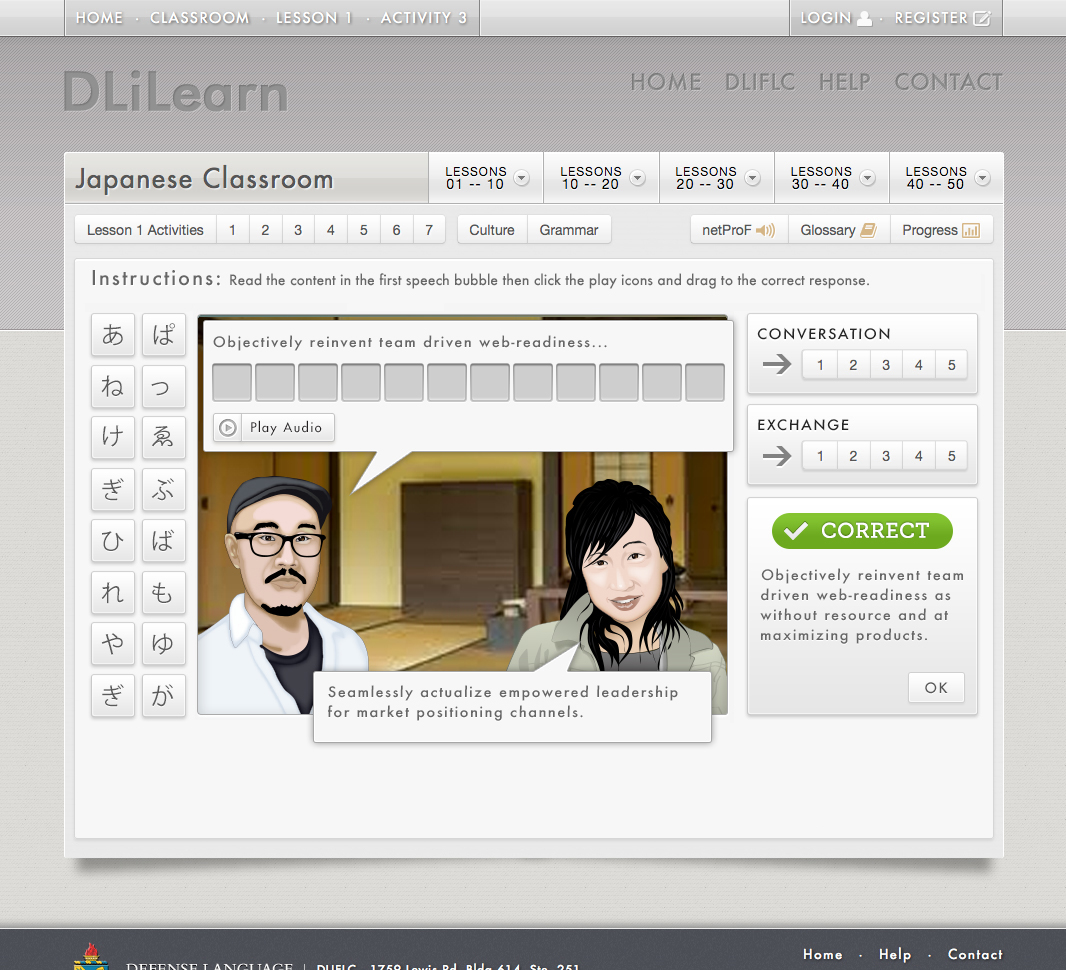 HOME · CLASSROOM · LESSON 1 · ACTIVITY 3
LOGIN · REGISTER
DLiLearn
HOME DLIFLC HELP CONTACT
Japanese Classroom
LESSONS 01 -- 10
LESSONS 10 -- 20
LESSONS 20 -- 30
LESSONS 30 -- 40
LESSONS 40 -- 50
Lesson 1 Activities 1 2 3 4 5 6 7
Culture Grammar
netProF Glossary Progress
Instructions: Read the content in the first speech bubble then click the play icons and drag to the correct response.
あ ぱ
ね っ
け ゑ
ぎ ぶ
ひ ば
れ も
や ゆ
ぎ が
Objectively reinvent team driven web-readiness...
Play Audio
Seamlessly actualize empowered leadership
for market positioning channels.
CONVERSATION
1 2 3 4 5
EXCHANGE
1 2 3 4 5
CORRECT
Objectively reinvent team
driven web-readiness as
without resource and at
maximizing products.
OK
Home · Help · Contact
DEFENSE LANGUAGE | DLIFLC 1759 Lewis Rd. Bldg 614, Ste. 251